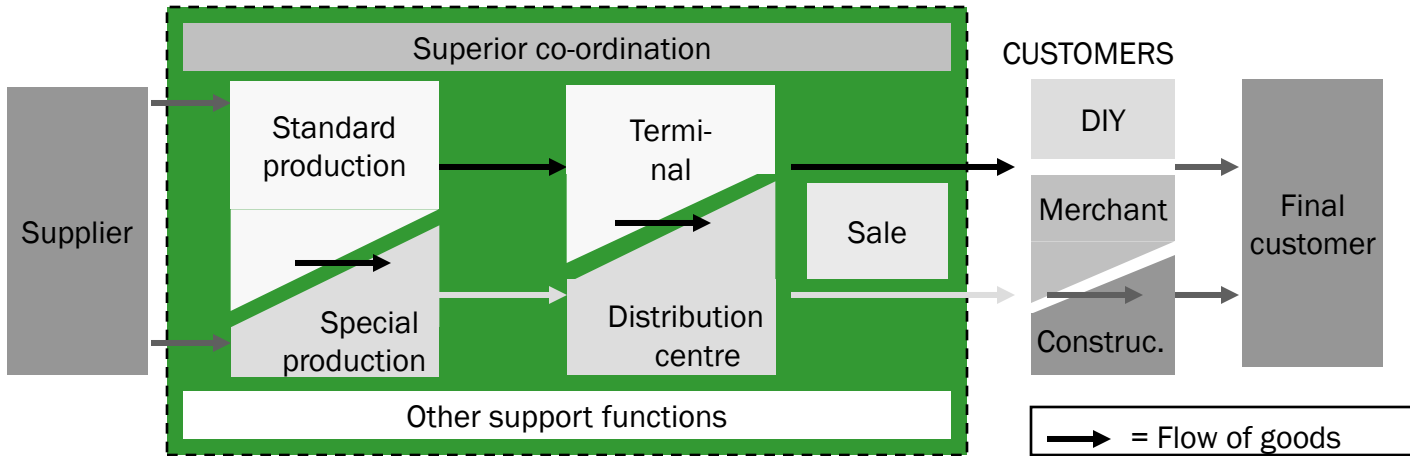 Superior co-ordination
CUSTOMERS
Supplier
Standard
production
Termi-
nal
DIY
Merchant
Sale
Final
customer
Special
production
Distribution
centre
Construc.
Other support functions
= Flow of goods